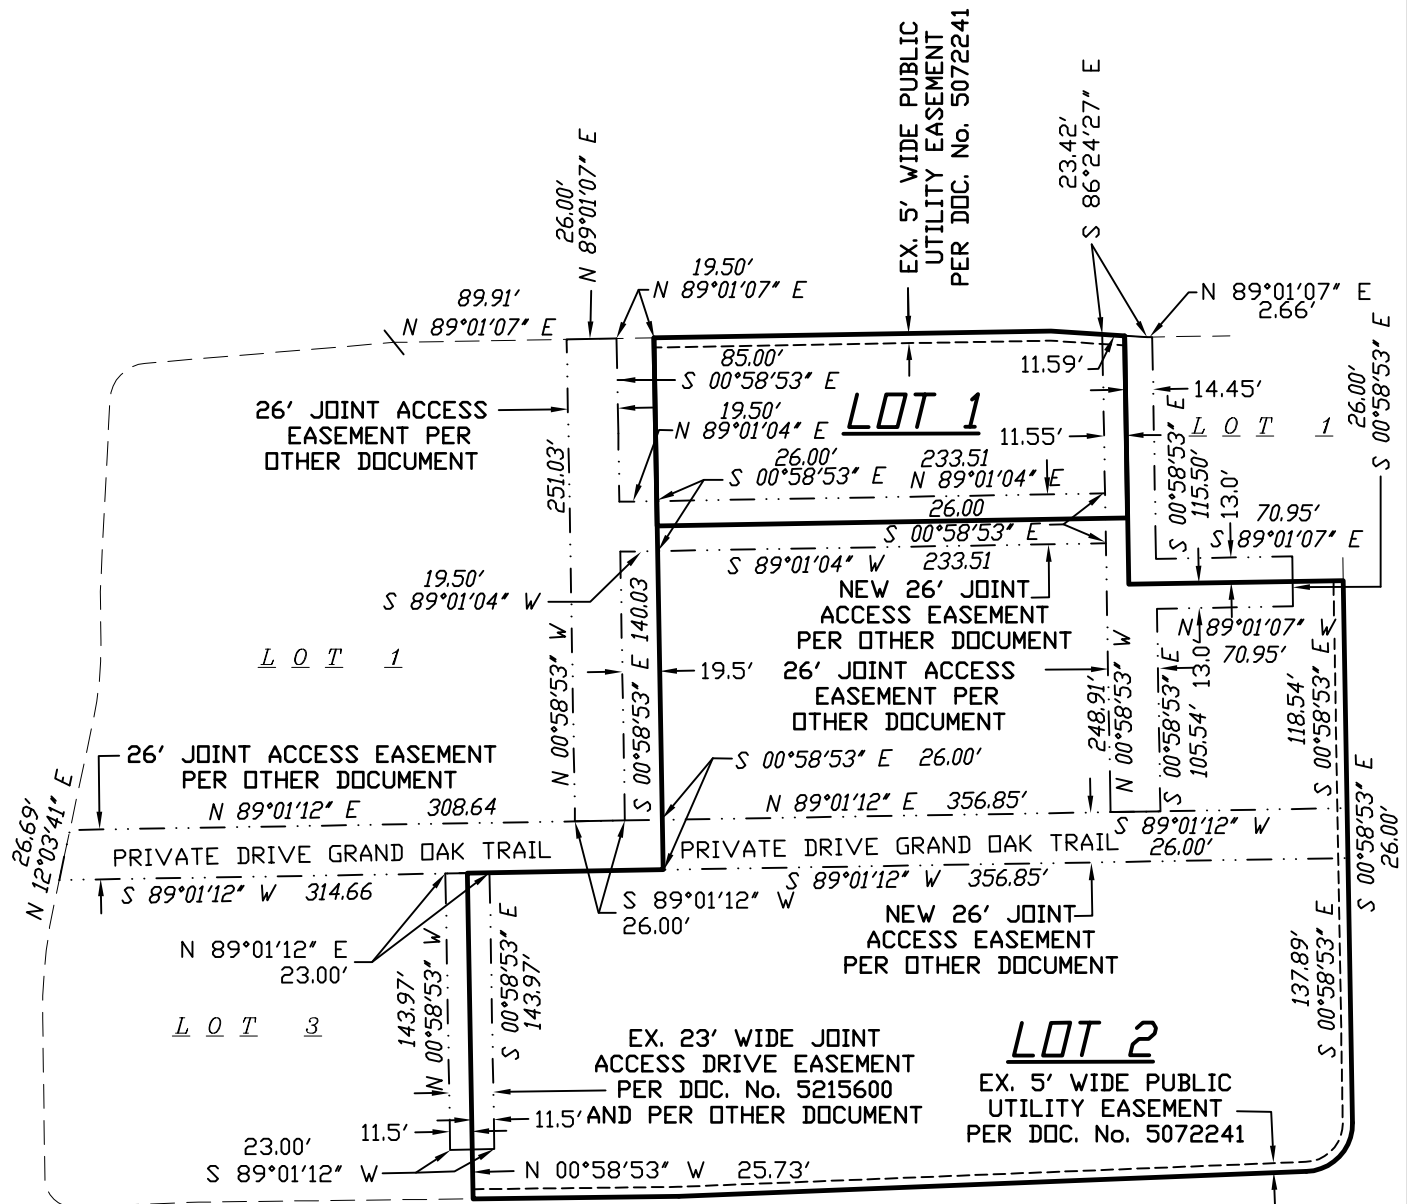 EX. 5' WIDE PUBLIC
UTILITY EASEMENT
PER DOC. No. 5072241
23.42'
S 86°24'27" E
26.00'
N 89°01'07" E
19.50'
N 89°01'07" E
89.91'
N 89°01'07" E
N 89°01'07" E
2.66'
26.00'
S 00°58'53" E
85.00'
S 00°58'53" E
11.59'
14.45'
26' JOINT ACCESS
EASEMENT PER
OTHER DOCUMENT
19.50'
N 89°01'04" E
LOT 1
11.55'
LOT 1
S 00°58'53" E
115.50'
13.0'
26.00'
S 00°58'53" E
233.51
N 89°01'04" E
251.03'
26.00
S 00°58'53" E
70.95'
S 89°01'07" E
S 89°01'04" W 233.51
19.50'
S 89°01'04" W
NEW 26' JOINT
ACCESS EASEMENT
PER OTHER DOCUMENT
N 89°01'07" W
70.95'
13.0'
LOT 1
S 00°58'53" E 140.03
N 00°58'53" W
19.5'
26' JOINT ACCESS
EASEMENT PER
OTHER DOCUMENT
248.91'
N 00°58'53" W
S 00°58'53" E
105.54'
118.54'
S 00°58'53" E
26' JOINT ACCESS EASEMENT
PER OTHER DOCUMENT
S 00°58'53" E 26.00'
N 89°01'12" E 308.64
N 89°01'12" E 356.85'
S 89°01'12" W
26.00'
26.69'
N 12°03'41" E
PRIVATE DRIVE GRAND OAK TRAIL
PRIVATE DRIVE GRAND OAK TRAIL
S 00°58'53" E
26.00'
S 89°01'12" W 314.66
S 89°01'12" W 356.85'
S 89°01'12" W
26.00'
NEW 26' JOINT
ACCESS EASEMENT
PER OTHER DOCUMENT
N 89°01'12" E
23.00'
143.97'
N 00°58'53" W
S 00°58'53" E
143.97'
137.89'
S 00°58'53" E
LOT 3
EX. 23' WIDE JOINT
ACCESS DRIVE EASEMENT
PER DOC. No. 5215600
AND PER OTHER DOCUMENT
LOT 2
EX. 5' WIDE PUBLIC
UTILITY EASEMENT
PER DOC. No. 5072241
11.5'
11.5'
23.00'
S 89°01'12" W
N 00°58'53" W 25.73'